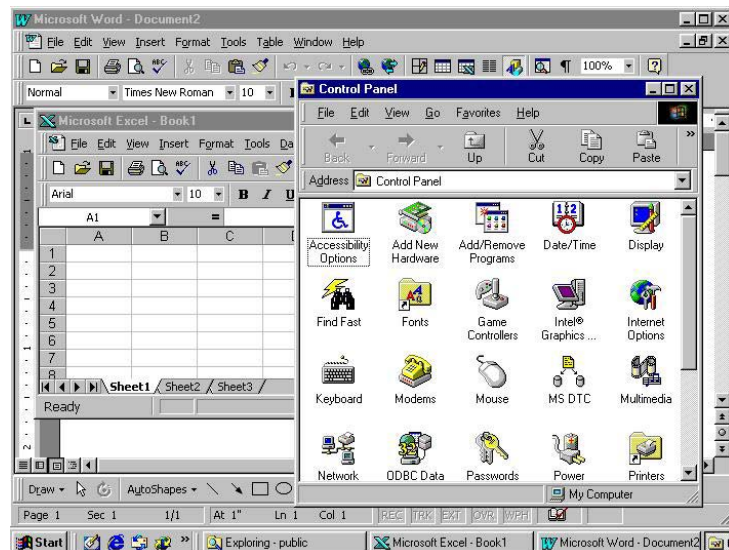 Microsoft Word - Document2
File Edit View Insert Format Tools Table Window Help
100%
Normal Times New Roman 10
Control Panel
File Edit View Go Favorites Help
Back Forward Up Cut Copy Paste
Address Control Panel
Microsoft Excel - Book1
File Edit View Insert Format Tools Da
Arial 10 B I U
A1 =
A B C
1
2
3
4
5
6
7
8
Sheet1 Sheet2 Sheet3
Ready
Accessibility Options
Add New Hardware
Add/Remove Programs
Date/Time
Display
Find Fast
Fonts
Game Controllers
Intel® Graphics ...
Internet Options
Keyboard
Modems
Mouse
MS DTC
Multimedia
Network
ODBC Data
Passwords
Power
Printers
My Computer
Draw AutoShapes
Page 1 Sec 1 1/1 At 1" Ln 1 Col 1 REC TRK EXT OVR WPH
Start Exploring - public Microsoft Excel - Book1 Microsoft Word - Document2